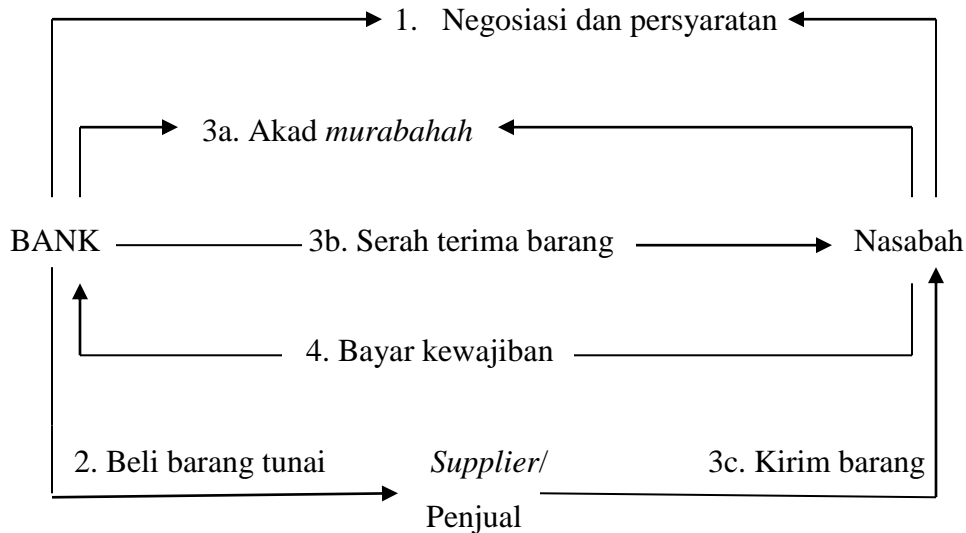 1. Negosiasi dan persyaratan
3a. Akad murabahah
BANK 3b. Serah terima barang Nasabah
4. Bayar kewajiban
2. Beli barang tunai Supplier/ 3c. Kirim barang
Penjual